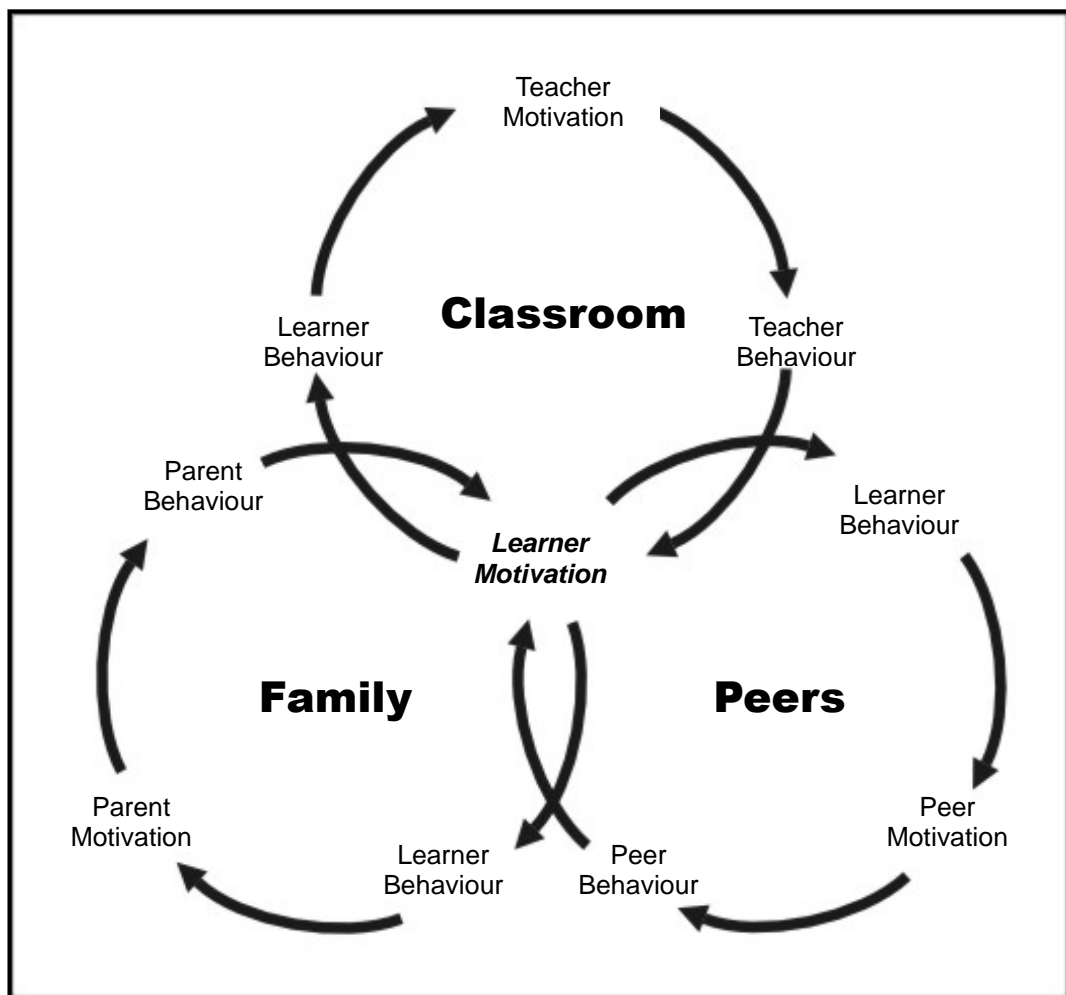 Teacher
Motivation
Classroom
Learner
Behaviour
Teacher
Behaviour
Parent
Behaviour
Learner
Behaviour
Learner
Motivation
Family
Peers
Parent
Motivation
Peer
Motivation
Learner
Behaviour
Peer
Behaviour